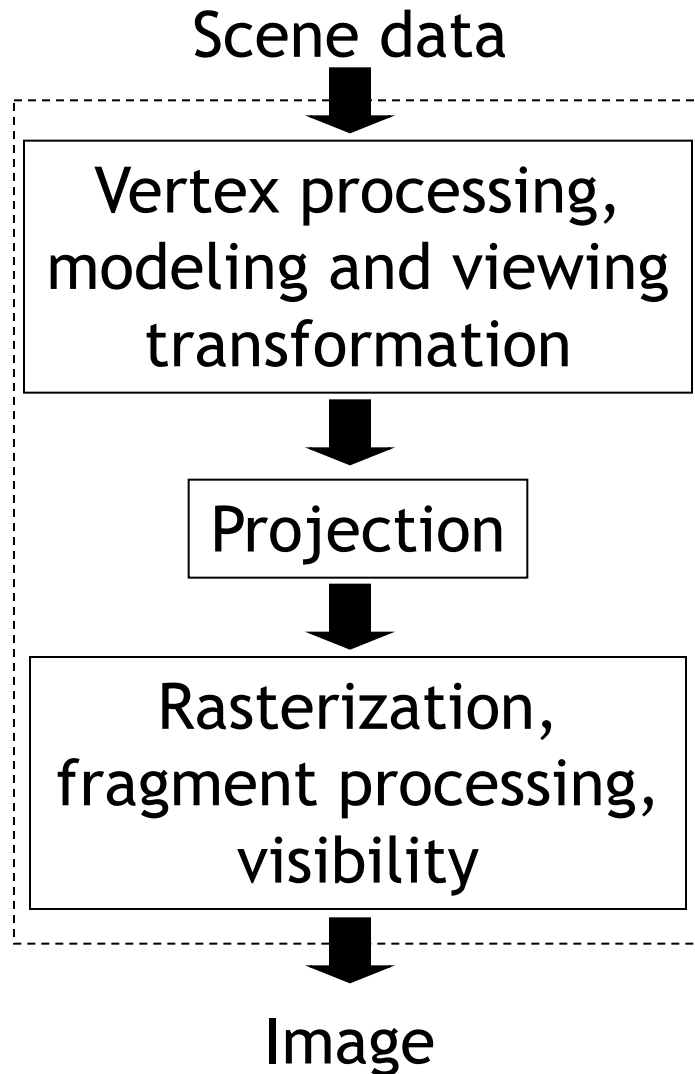 Scene data
Vertex processing,
modeling and viewing
transformation
Projection
Rasterization,
fragment processing,
visibility
Image